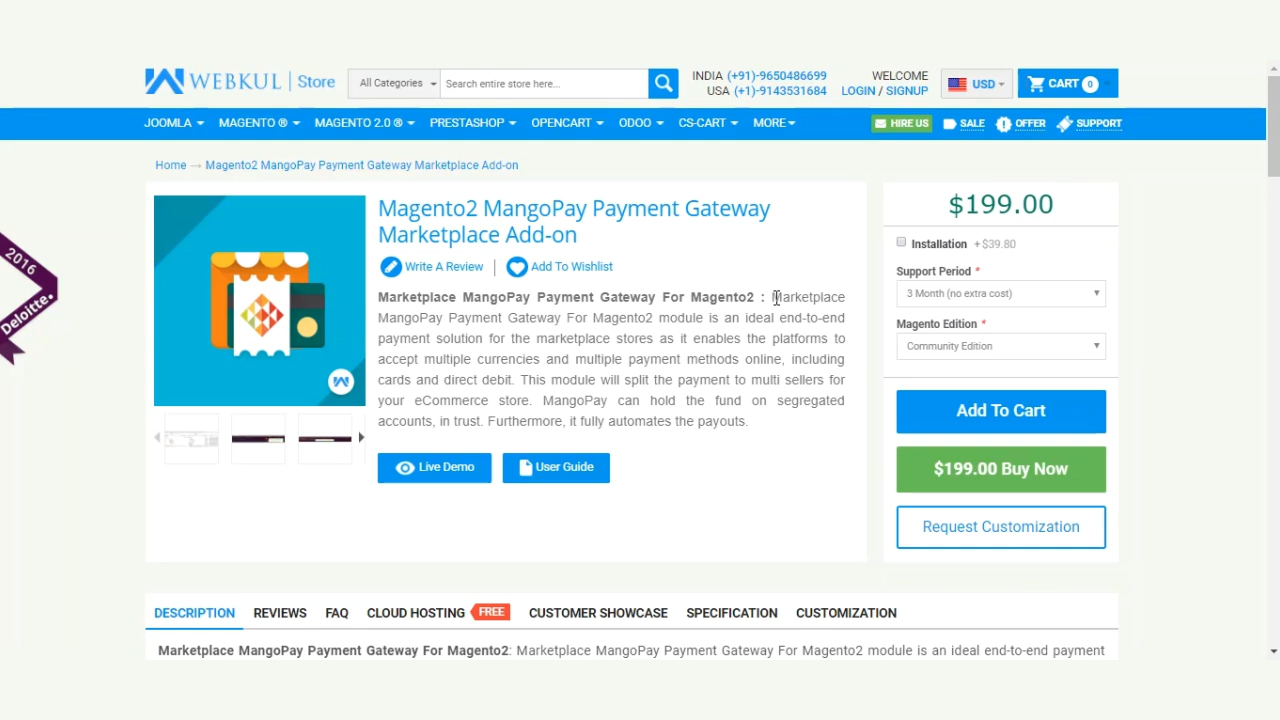 WEBKUL | Store
All Categories
Search entire store here...
INDIA (+91)-9650486699
USA (+1)-9143531684
WELCOME
LOGIN / SIGNUP
USD
CART 0
JOOMLA MAGENTO ® MAGENTO 2.0 ® PRESTASHOP OPENCART ODOO CS-CART MORE HIRE US SALE OFFER SUPPORT
Home → Magento2 MangoPay Payment Gateway Marketplace Add-on
2016
Deloitte.
Magento2 MangoPay Payment Gateway
Marketplace Add-on
Write A Review | Add To Wishlist
Marketplace MangoPay Payment Gateway For Magento2 : Marketplace
MangoPay Payment Gateway For Magento2 module is an ideal end-to-end
payment solution for the marketplace stores as it enables the platforms to
accept multiple currencies and multiple payment methods online, including
cards and direct debit. This module will split the payment to multi sellers for
your eCommerce store. MangoPay can hold the fund on segregated
accounts, in trust. Furthermore, it fully automates the payouts.
Live Demo User Guide
$199.00
Installation +$39.80
Support Period *
3 Month (no extra cost)
Magento Edition *
Community Edition
Add To Cart
$199.00 Buy Now
Request Customization
DESCRIPTION REVIEWS FAQ CLOUD HOSTING FREE CUSTOMER SHOWCASE SPECIFICATION CUSTOMIZATION
Marketplace MangoPay Payment Gateway For Magento2: Marketplace MangoPay Payment Gateway For Magento2 module is an ideal end-to-end payment